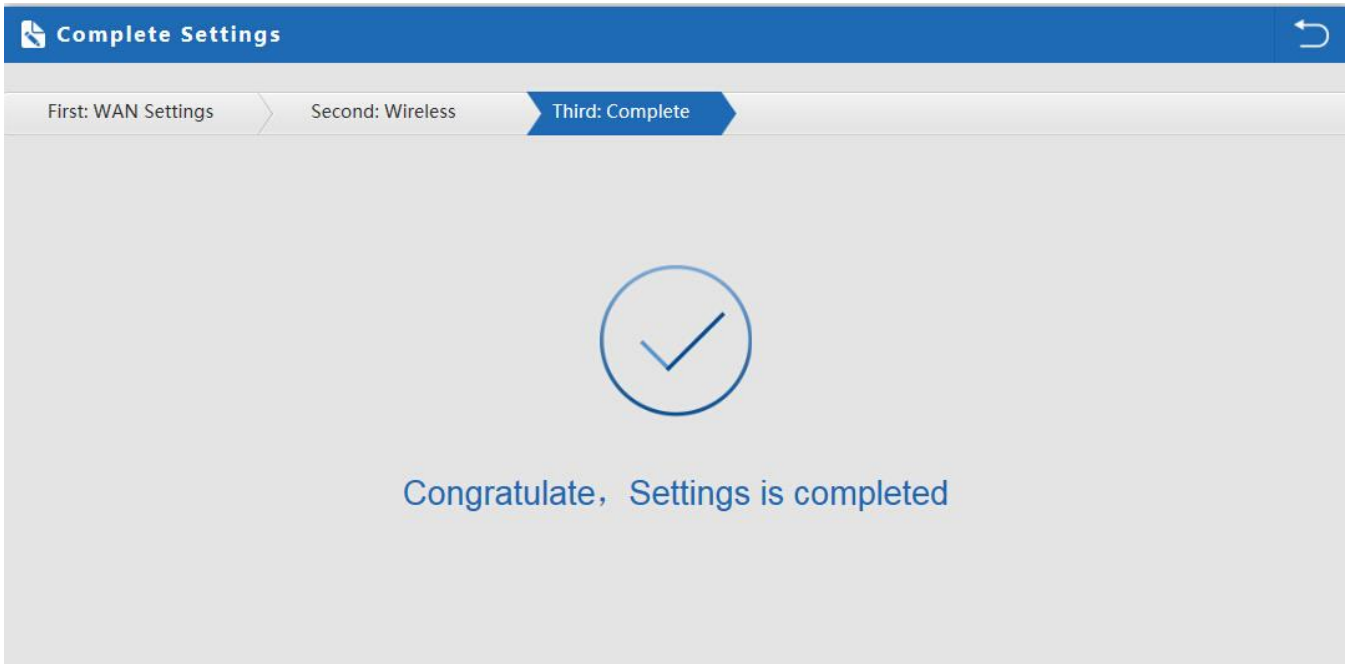 Complete Settings
First: WAN Settings
Second: Wireless
Third: Complete
Congratulate，Settings is completed